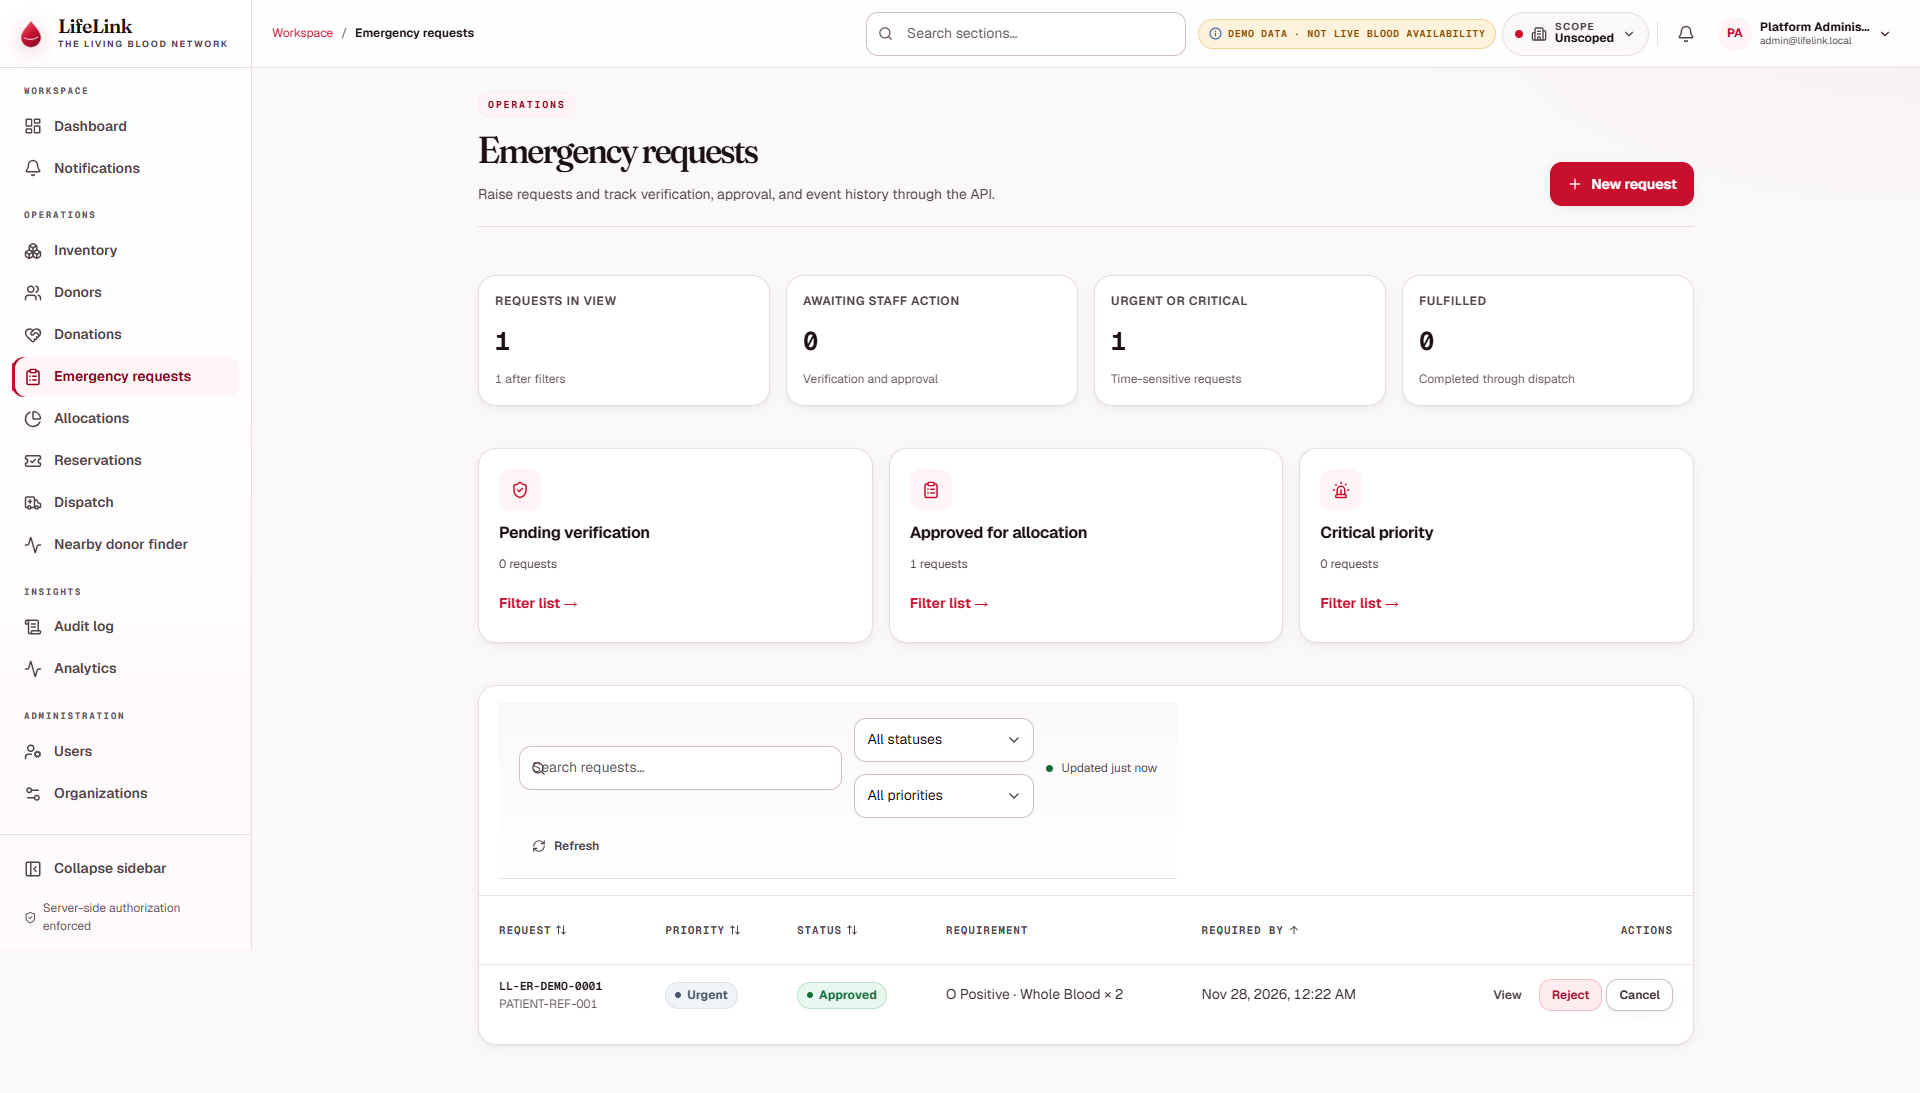 LifeLink
THE LIVING BLOOD NETWORK
Workspace / Emergency requests
Search sections...
DEMO DATA · NOT LIVE BLOOD AVAILABILITY
SCOPE
Unscoped
PA
Platform Adminis...
admin@lifelink.local
WORKSPACE
Dashboard
Notifications
OPERATIONS
Inventory
Donors
Donations
Emergency requests
Allocations
Reservations
Dispatch
Nearby donor finder
INSIGHTS
Audit log
Analytics
ADMINISTRATION
Users
Organizations
Collapse sidebar
Server-side authorization
enforced
OPERATIONS
Emergency requests
Raise requests and track verification, approval, and event history through the API.
+ New request
REQUESTS IN VIEW
1
1 after filters
AWAITING STAFF ACTION
0
Verification and approval
URGENT OR CRITICAL
1
Time-sensitive requests
FULFILLED
0
Completed through dispatch
Pending verification
0 requests
Filter list →
Approved for allocation
1 requests
Filter list →
Critical priority
0 requests
Filter list →
Search requests...
All statuses
All priorities
Updated just now
Refresh
REQUEST ↑↓ PRIORITY ↑↓ STATUS ↑↓ REQUIREMENT REQUIRED BY ↑ ACTIONS
LL-ER-DEMO-0001
PATIENT-REF-001
Urgent
Approved
O Positive · Whole Blood × 2
Nov 28, 2026, 12:22 AM
View
Reject
Cancel